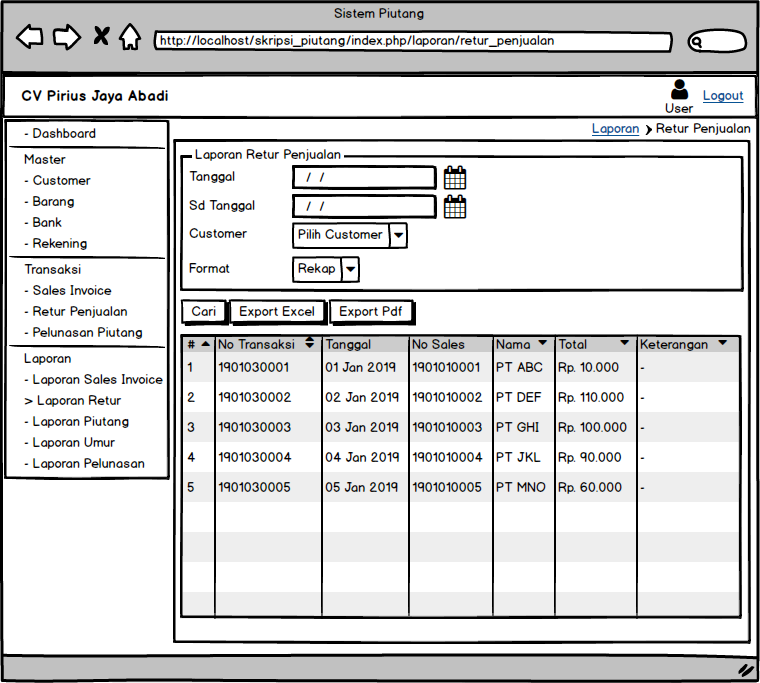 Sistem Piutang
http://localhost/skripsi_piutang/index.php/laporan/retur_penjualan
CV Pirius Jaya Abadi
User
Logout
Laporan
Retur Penjualan
- Dashboard
Master
- Customer
- Barang
- Bank
- Rekening
Transaksi
- Sales Invoice
- Retur Penjualan
- Pelunasan Piutang
Laporan
- Laporan Sales Invoice
> Laporan Retur
- Laporan Piutang
- Laporan Umur
- Laporan Pelunasan
Laporan Retur Penjualan
Tanggal / /
Sd Tanggal / /
Customer Pilih Customer
Format Rekap
Cari Export Excel Export Pdf
# No Transaksi Tanggal No Sales Nama Total Keterangan
1 1901030001 01 Jan 2019 1901010001 PT ABC Rp. 10.000 -
2 1901030002 02 Jan 2019 1901010002 PT DEF Rp. 110.000 -
3 1901030003 03 Jan 2019 1901010003 PT GHI Rp. 100.000 -
4 1901030004 04 Jan 2019 1901010004 PT JKL Rp. 90.000 -
5 1901030005 05 Jan 2019 1901010005 PT MNO Rp. 60.000 -